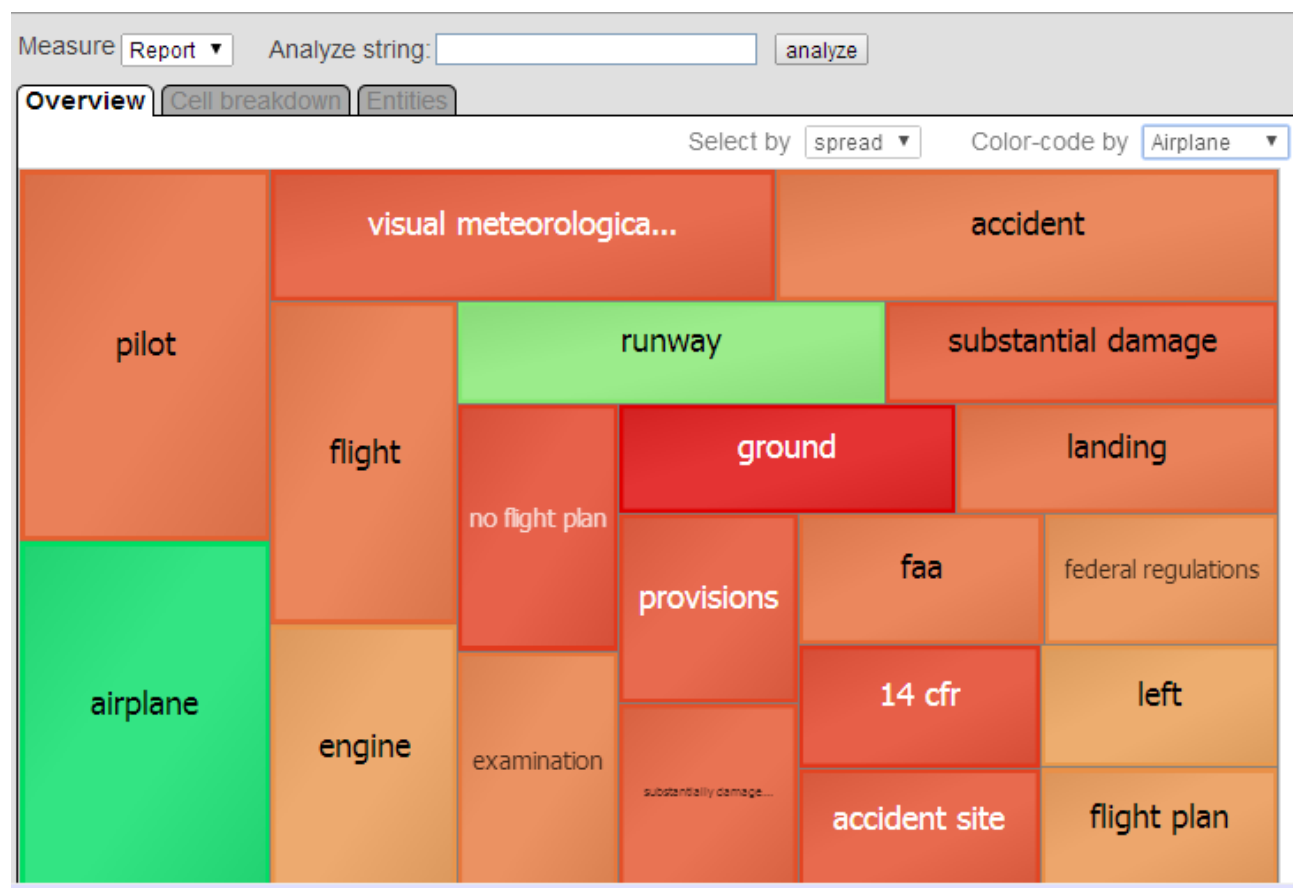 Measure Report ▼ Analyze string: analyze
Overview Cell breakdown Entities
Select by spread ▼ Color-code by Airplane ▼
visual meteorologica...
accident
pilot
runway
substantial damage
flight
ground
landing
no flight plan
faa
federal regulations
provisions
airplane
14 cfr
left
engine
examination
substantially damage...
accident site
flight plan